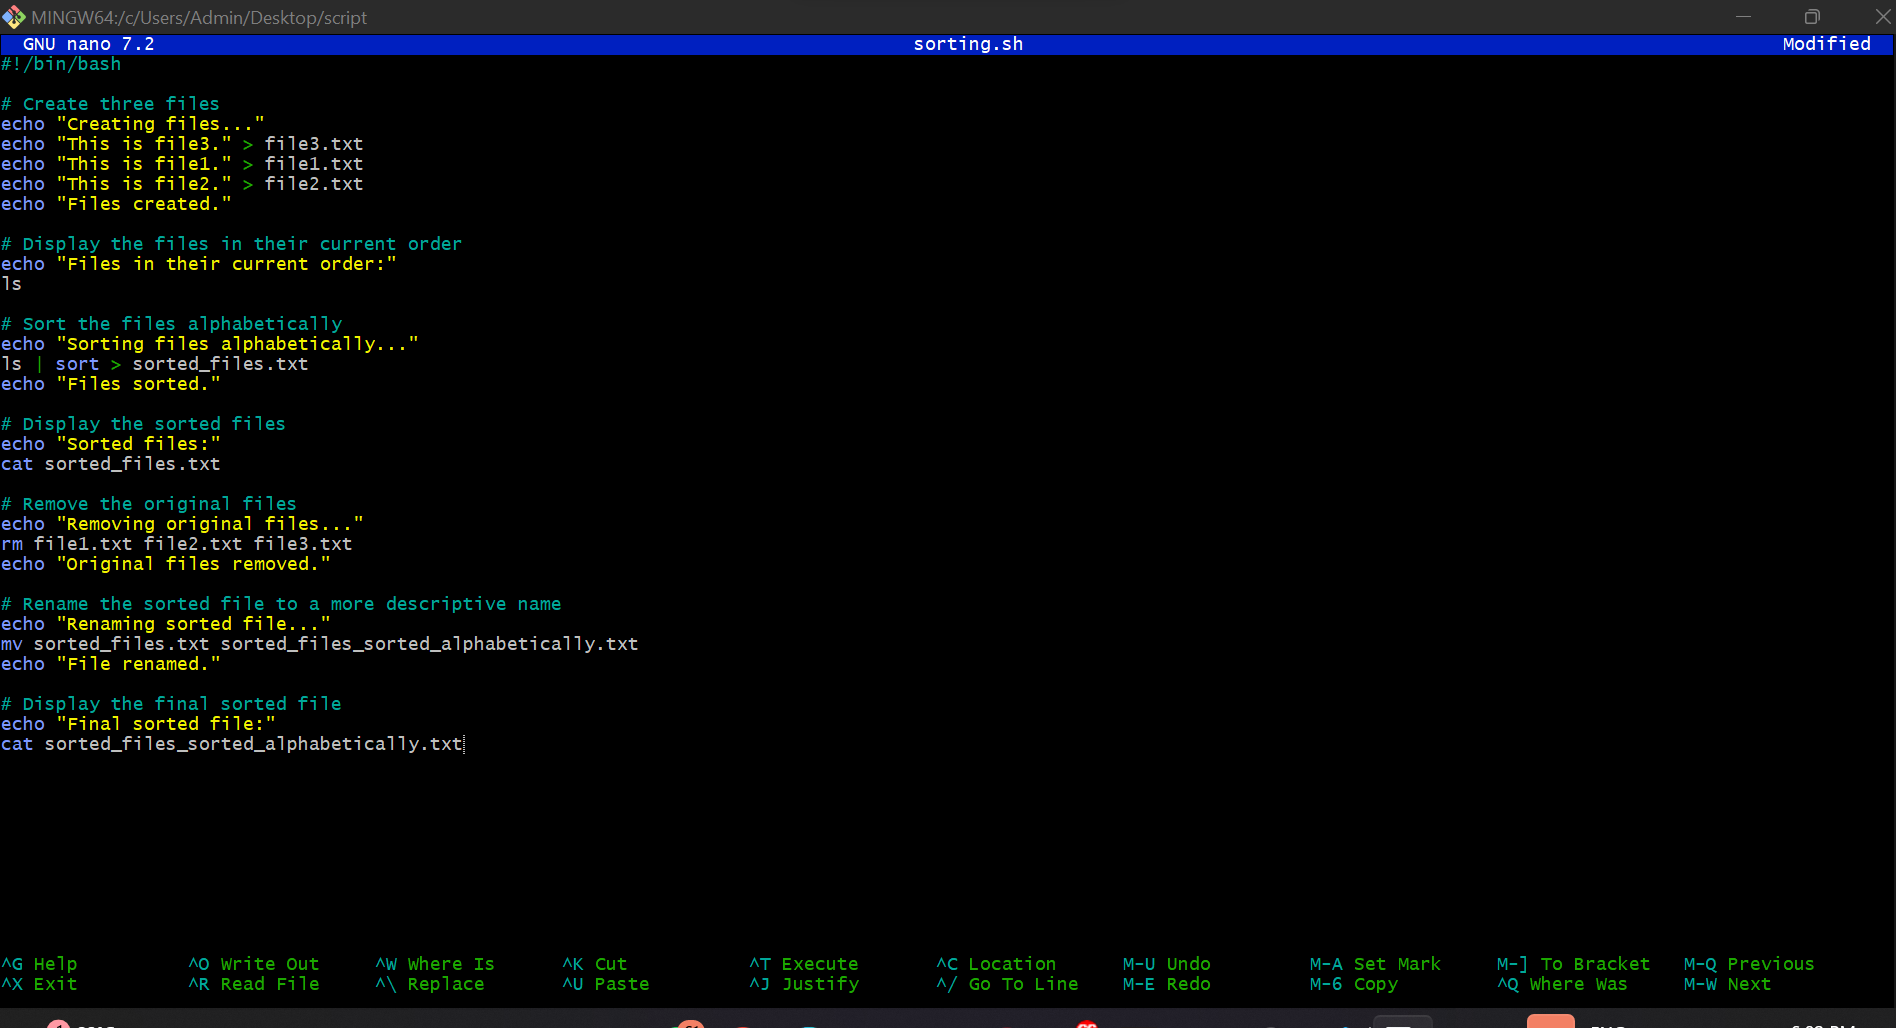 MINGW64:/c/Users/Admin/Desktop/script
GNU nano 7.2 sorting.sh Modified
#!/bin/bash
# Create three files
echo "Creating files..."
echo "This is file3." > file3.txt
echo "This is file1." > file1.txt
echo "This is file2." > file2.txt
echo "Files created."
# Display the files in their current order
echo "Files in their current order:"
ls
# Sort the files alphabetically
echo "Sorting files alphabetically..."
ls | sort > sorted_files.txt
echo "Files sorted."
# Display the sorted files
echo "Sorted files:"
cat sorted_files.txt
# Remove the original files
echo "Removing original files..."
rm file1.txt file2.txt file3.txt
echo "Original files removed."
# Rename the sorted file to a more descriptive name
echo "Renaming sorted file..."
mv sorted_files.txt sorted_files_sorted_alphabetically.txt
echo "File renamed."
# Display the final sorted file
echo "Final sorted file:"
cat sorted_files_sorted_alphabetically.txt
^G Help ^O Write Out ^W Where Is ^K Cut ^T Execute ^C Location M-U Undo M-A Set Mark M-] To Bracket M-Q Previous
^X Exit ^R Read File ^\ Replace ^U Paste ^J Justify ^/ Go To Line M-E Redo M-6 Copy ^Q Where Was M-W Next